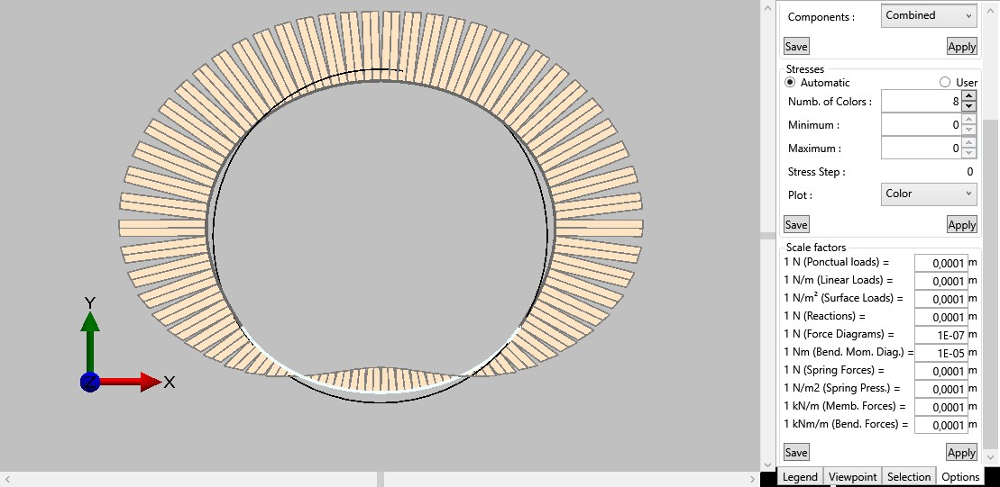 Y
X
Z
Components : Combined
Save Apply
Stresses
Automatic User
Numb. of Colors : 8
Minimum : 0
Maximum : 0
Stress Step : 0
Plot : Color
Save Apply
Scale factors
1 N (Ponctual loads) = 0,0001 m
1 N/m (Linear Loads) = 0,0001 m
1 N/m² (Surface Loads) = 0,0001 m
1 N (Reactions) = 0,0001 m
1 N (Force Diagrams) = 1E-07 m
1 Nm (Bend. Mom. Diag.) = 1E-05 m
1 N (Spring Forces) = 0,0001 m
1 N/m2 (Spring Press.) = 0,0001 m
1 kN/m (Memb. Forces) = 0,0001 m
1 kNm/m (Bend. Forces) = 0,0001 m
Save Apply
Legend Viewpoint Selection Options